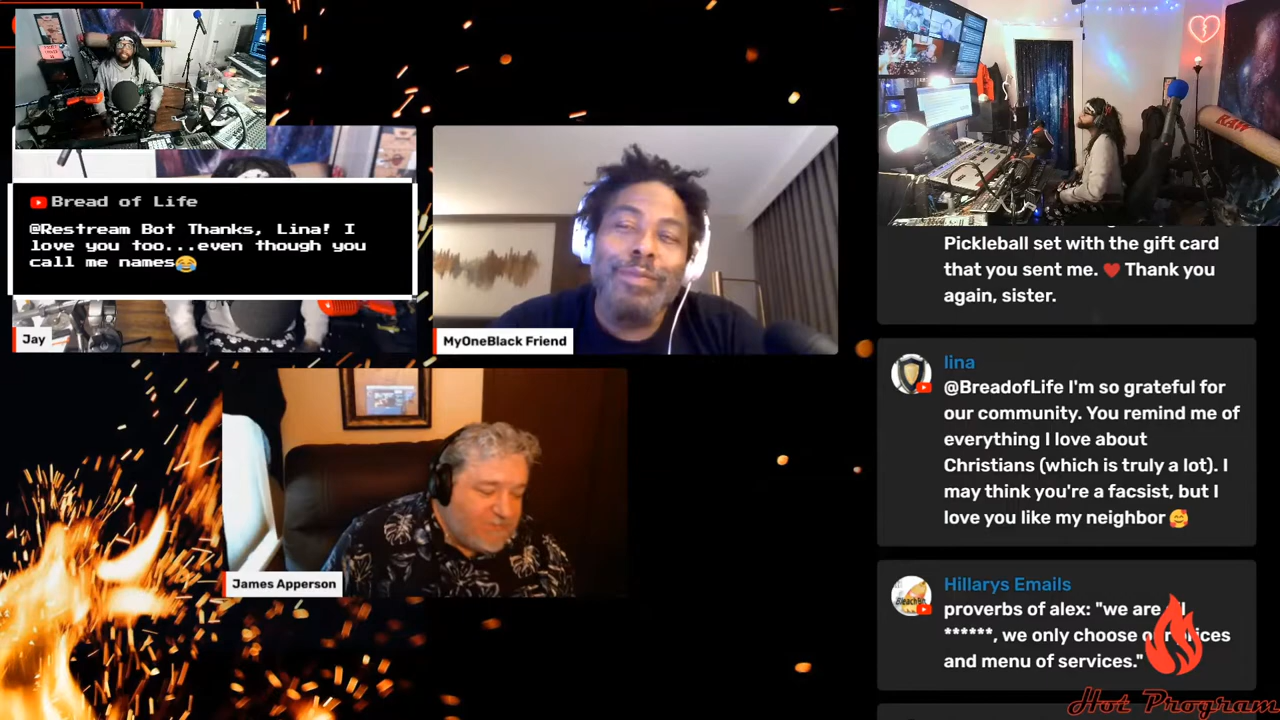 Bread of Life
@Restream Bot Thanks, Lina! I
love you too...even though you
call me names😂
Jay
MyOneBlack Friend
James Apperson
RAW
Pickleball set with the gift card
that you sent me. ♥ Thank you
again, sister.
lina
@BreadofLife I'm so grateful for
our community. You remind me of
everything I love about
Christians (which is truly a lot). I
may think you're a facsist, but I
love you like my neighbor 🥰
Hillarys Emails
proverbs of alex: "we are all
******, we only choose our prices
and menu of services."
Hot Program